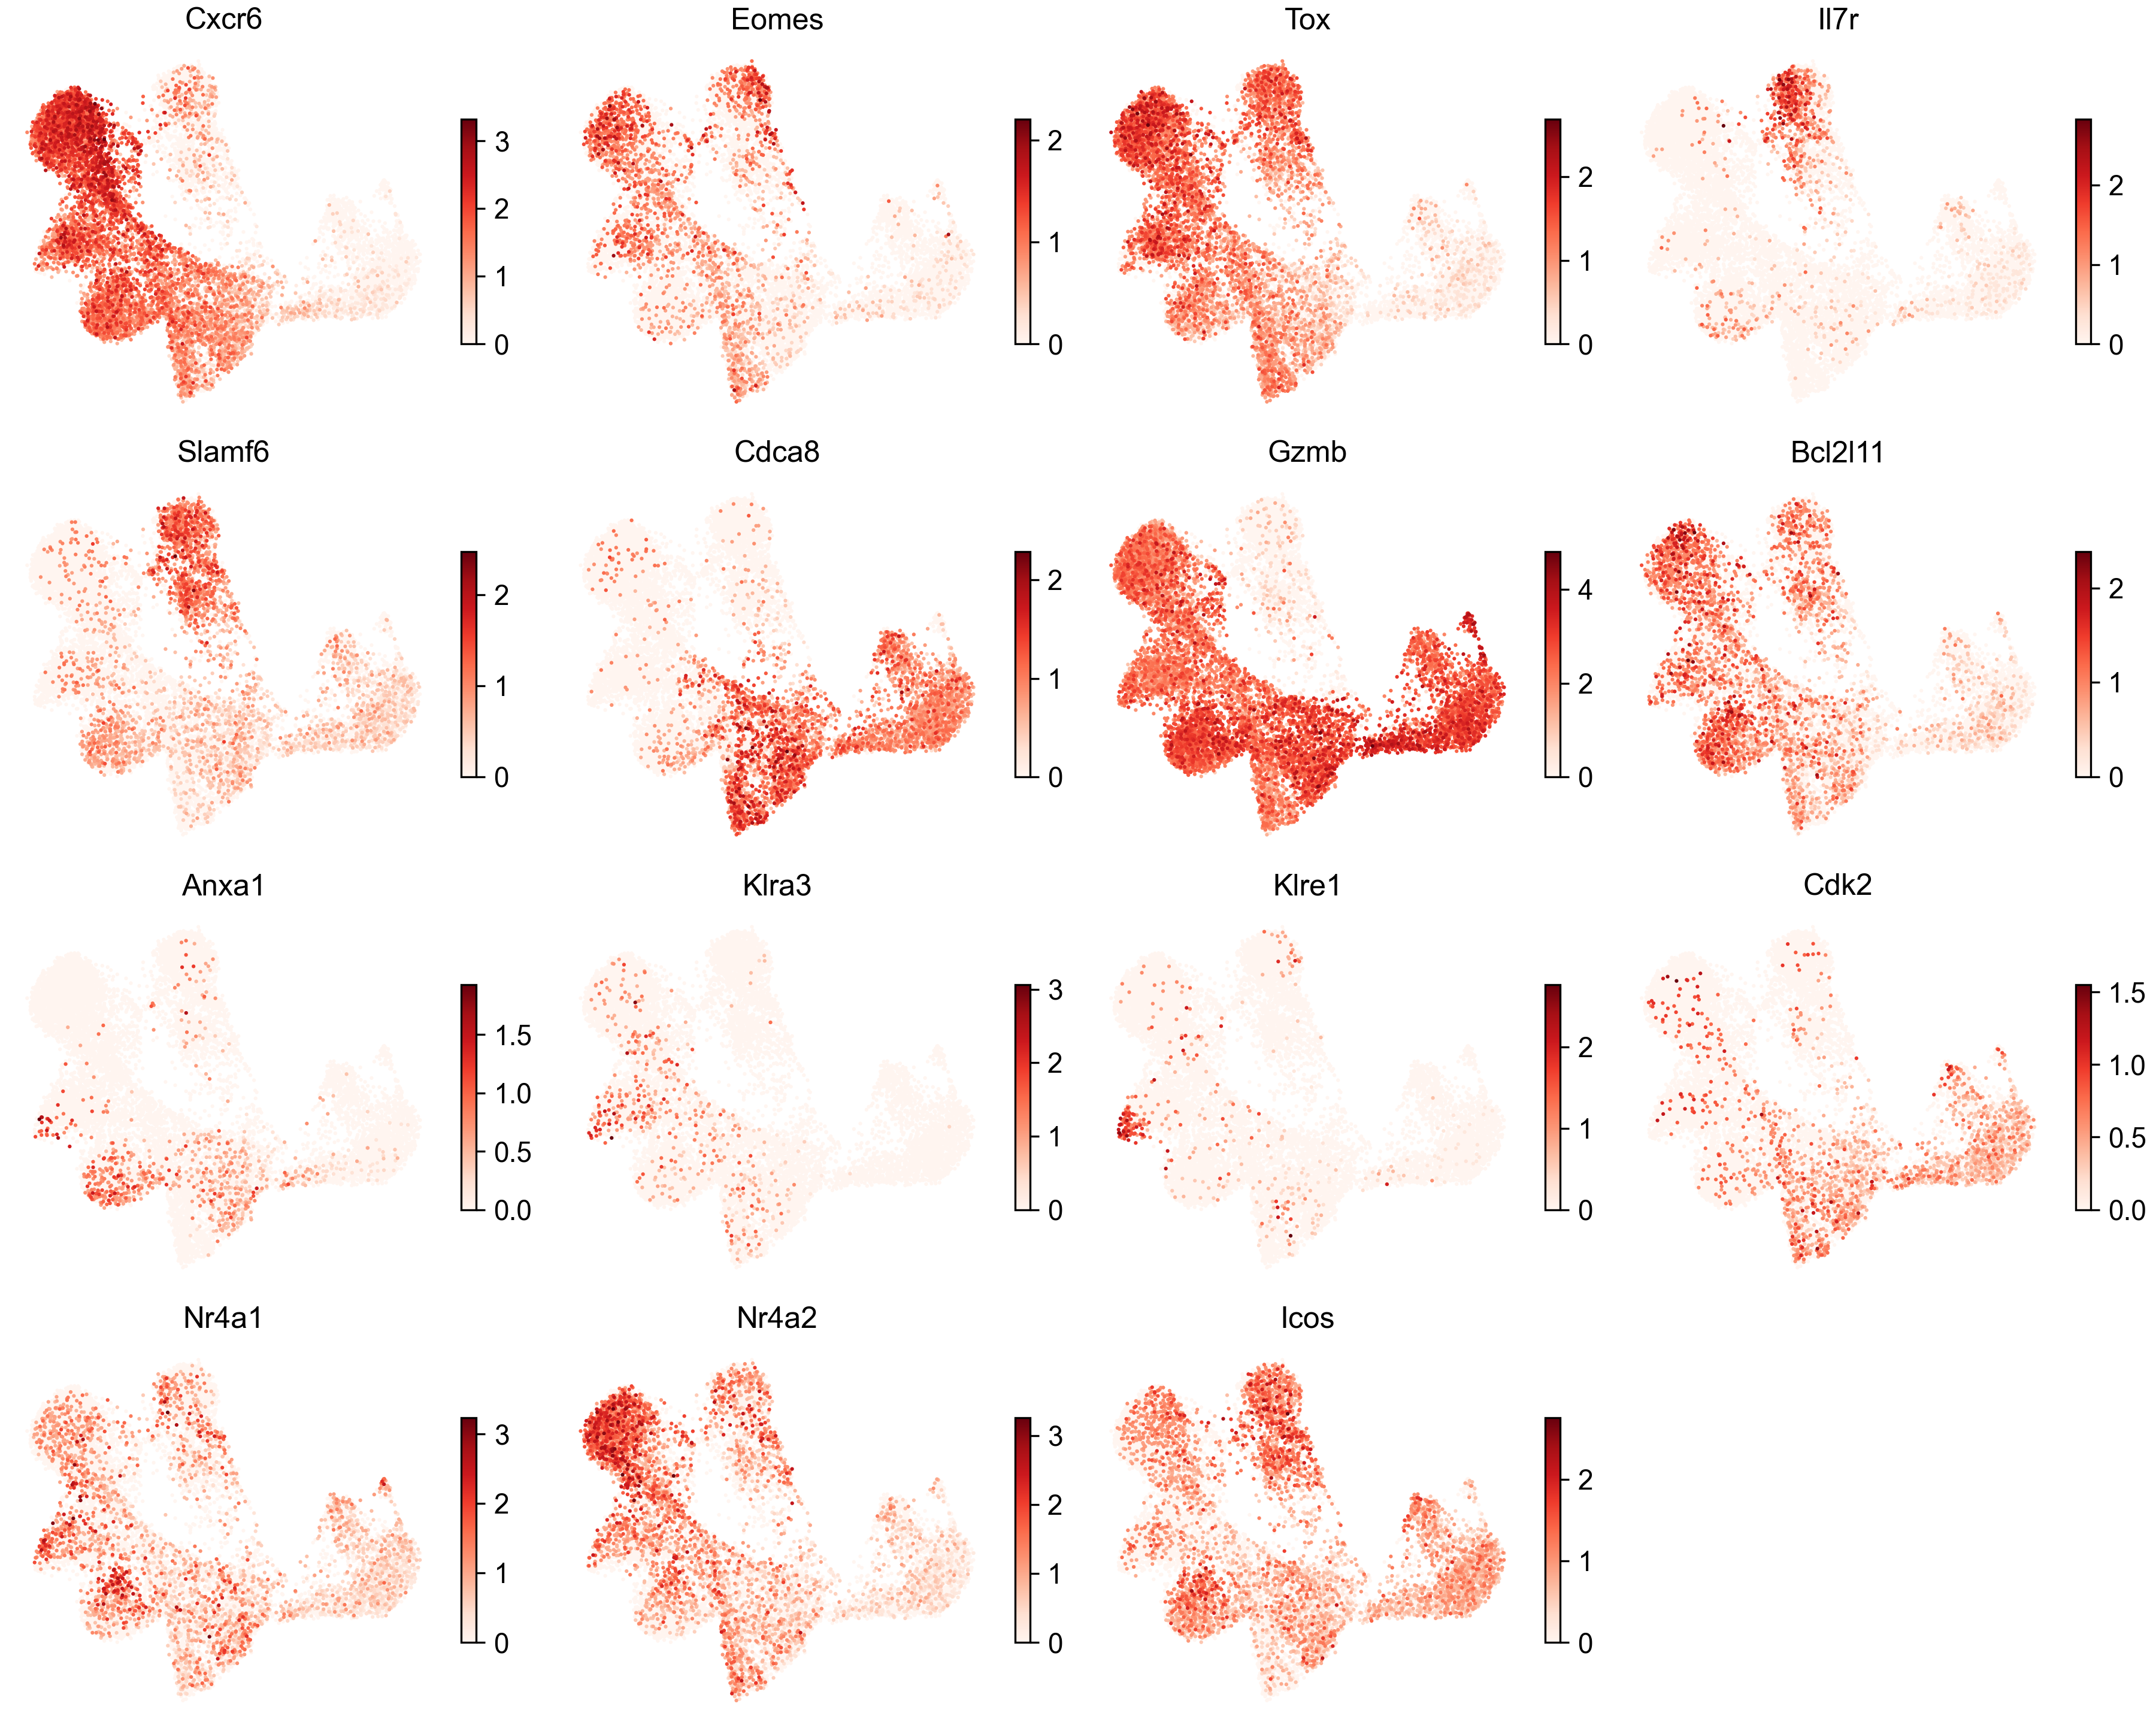 Cxcr6 Eomes Tox Il7r
3 2 1 0
2 1 0
2 1 0
2 1 0
Slamf6 Cdca8 Gzmb Bcl2l11
2 1 0
2 1 0
4 2 0
2 1 0
Anxa1 Klra3 Klre1 Cdk2
1.5 1.0 0.5 0.0
3 2 1 0
2 1 0
1.5 1.0 0.5 0.0
Nr4a1 Nr4a2 Icos
3 2 1 0
3 2 1 0
2 1 0